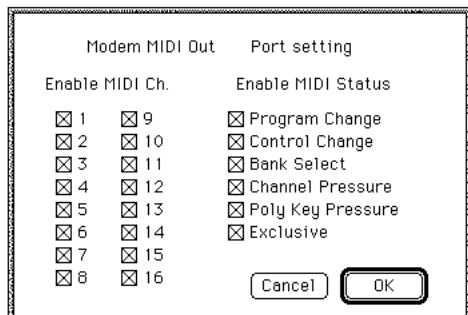 Modem MIDI Out Port setting
Enable MIDI Ch. Enable MIDI Status
1 9 Program Change
2 10 Control Change
3 11 Bank Select
4 12 Channel Pressure
5 13 Poly Key Pressure
6 14 Exclusive
7 15
8 16
Cancel OK